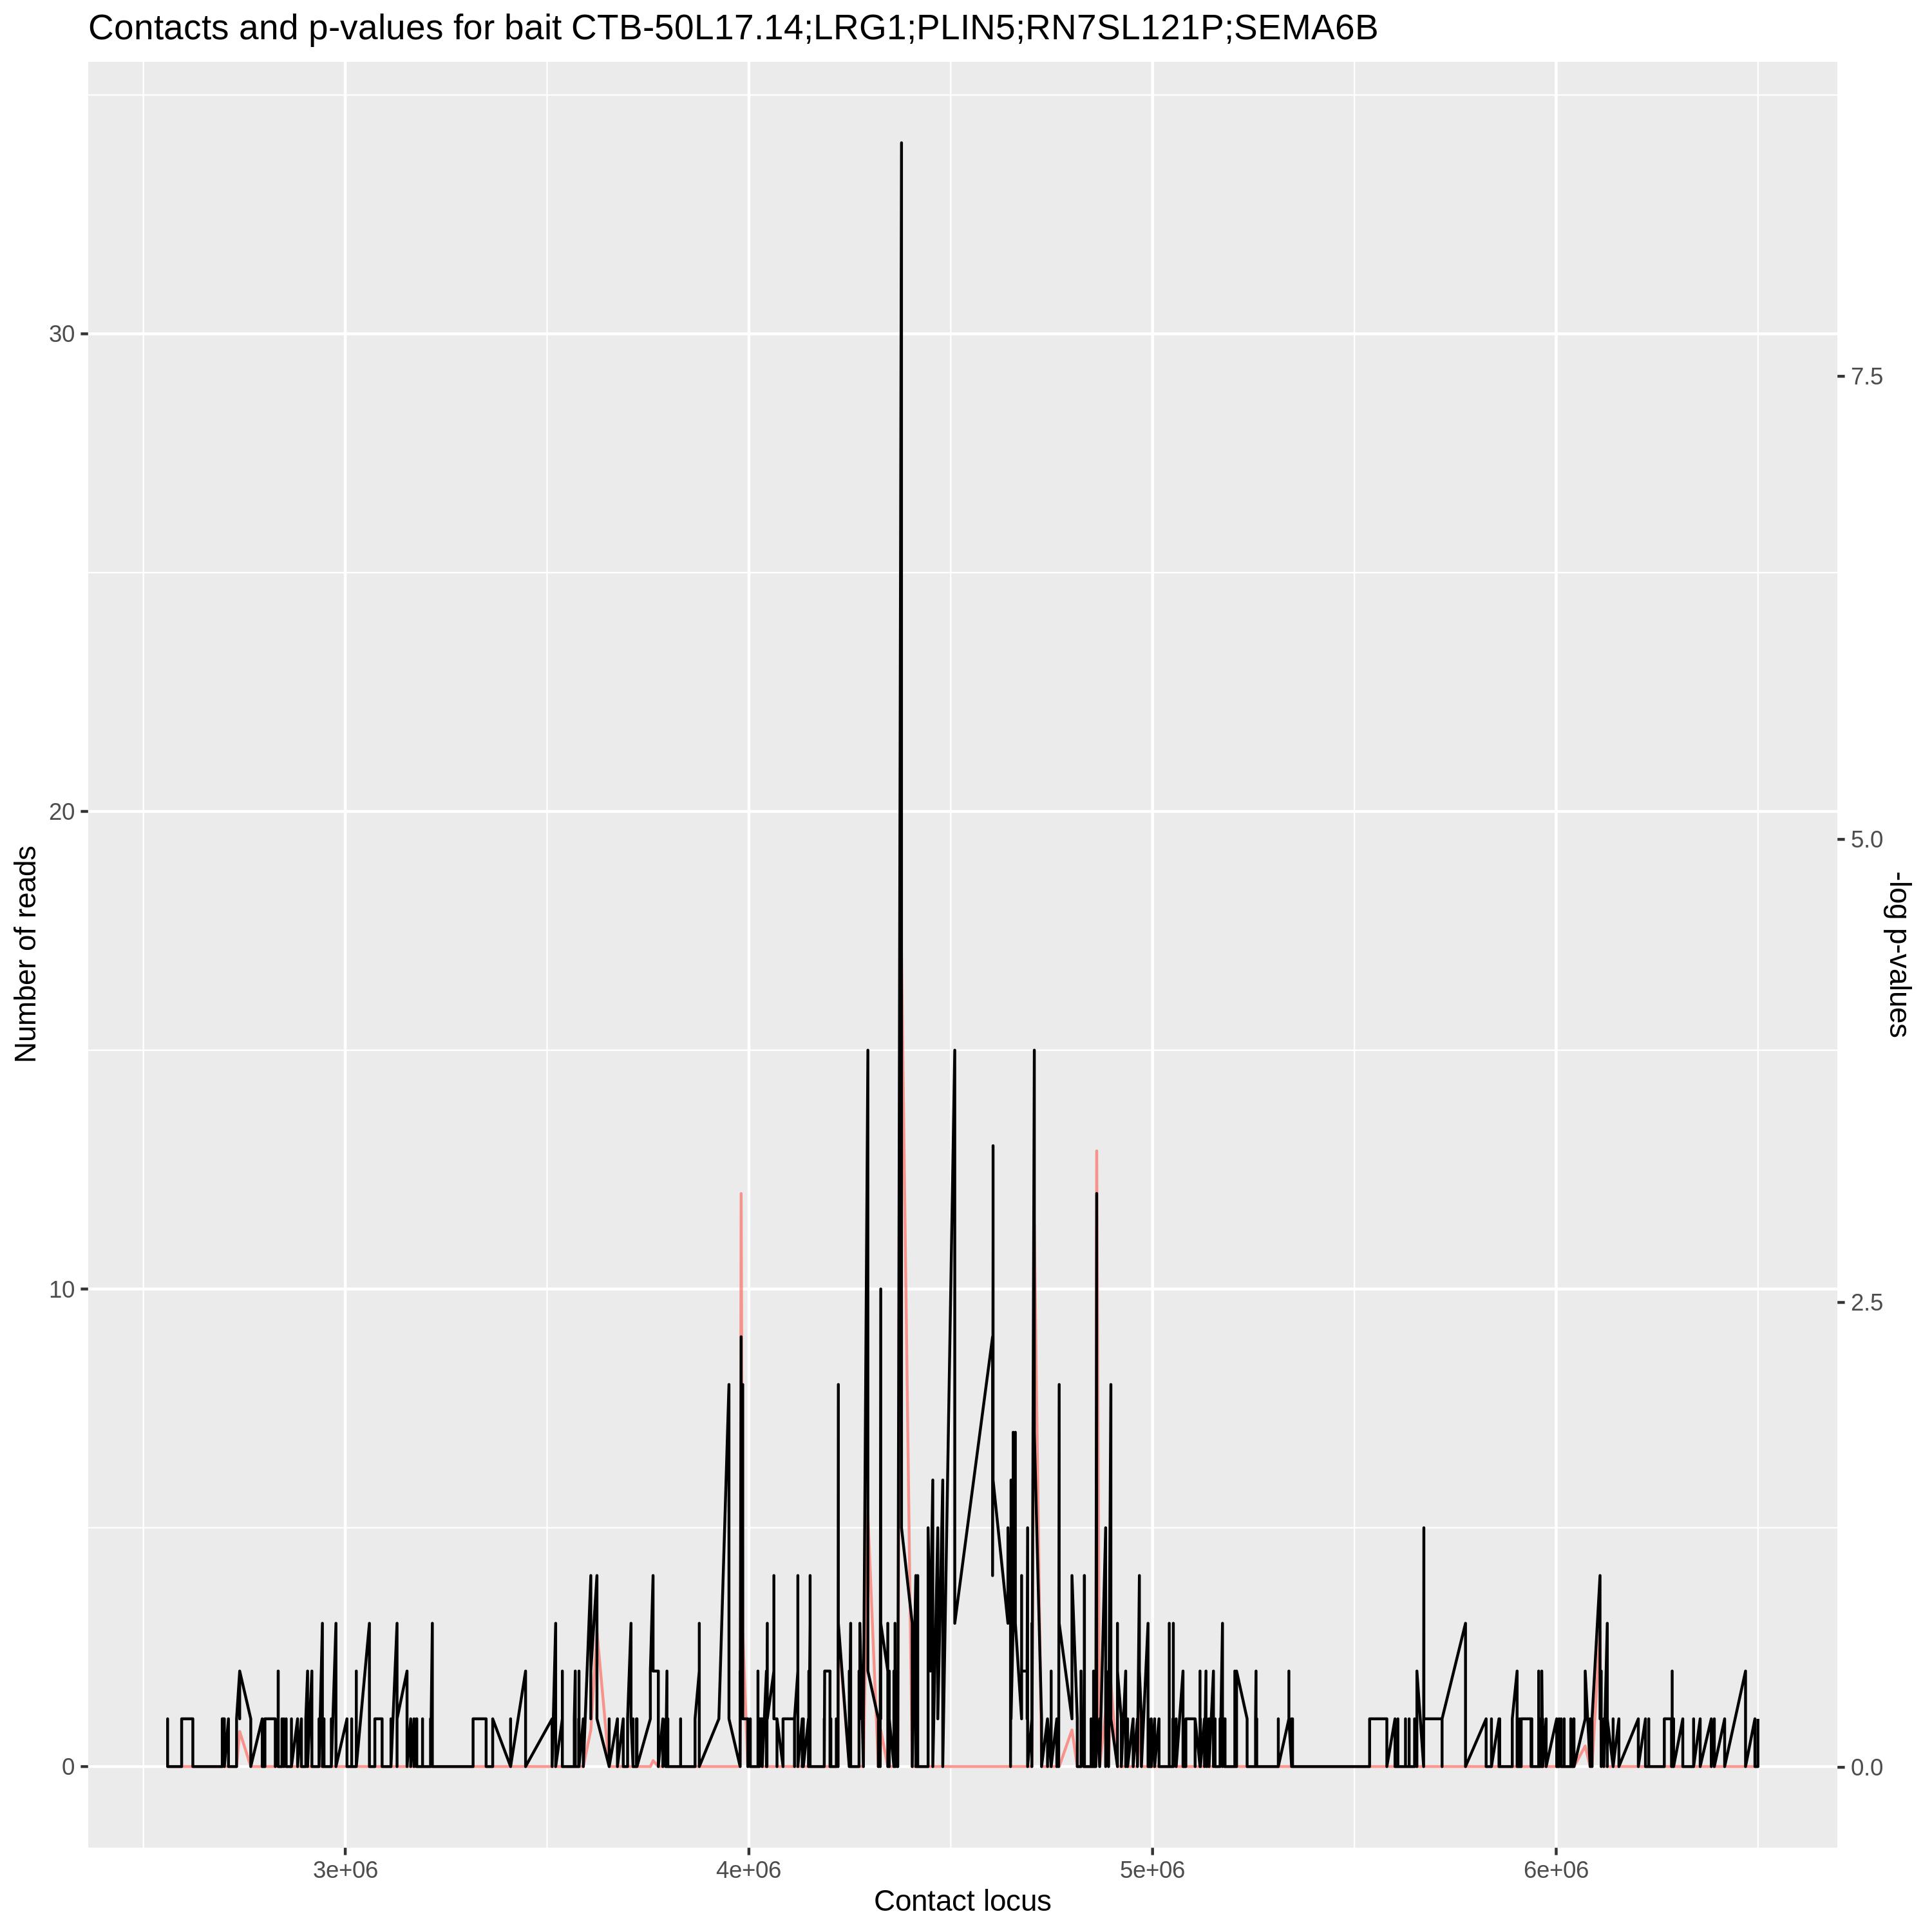 Contacts and p-values for bait CTB-50L17.14;LRG1;PLIN5;RN7SL121P;SEMA6B
30
20
10
0
Number of reads
7.5
5.0
2.5
0.0
-log p-values
3e+06
4e+06
5e+06
6e+06
Contact locus